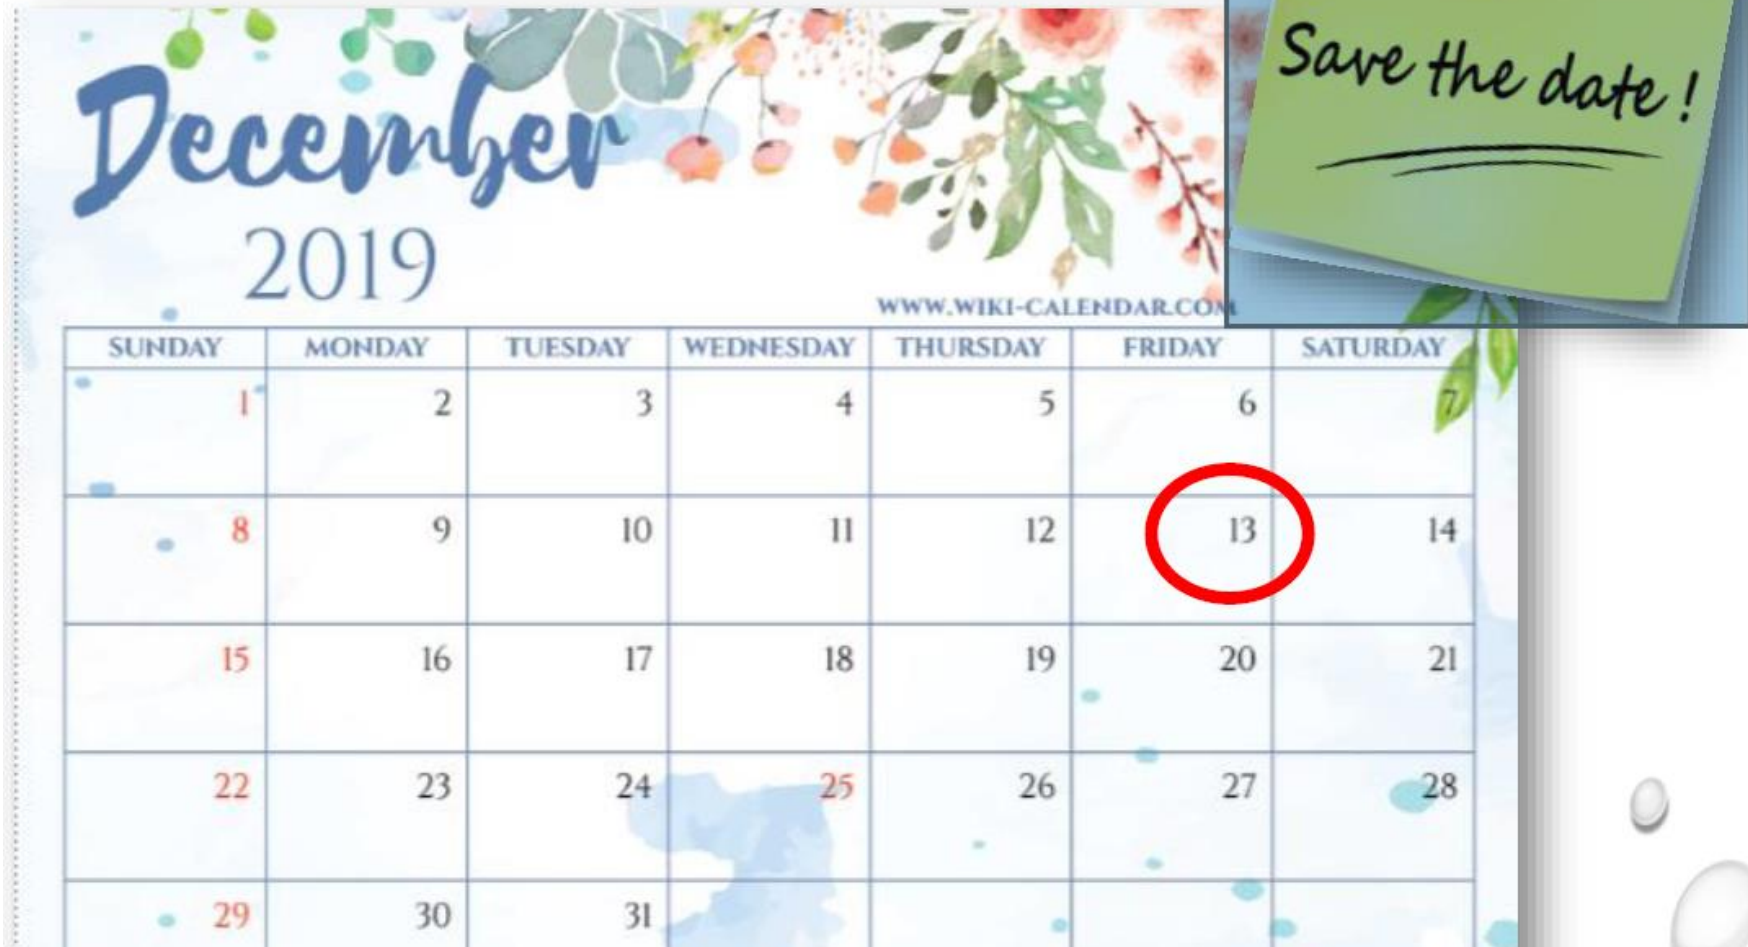 Save the date!
December
2019
WWW.WIKI-CALENDAR.COM
SUNDAY MONDAY TUESDAY WEDNESDAY THURSDAY FRIDAY SATURDAY
1 2 3 4 5 6 7
8 9 10 11 12 13 14
15 16 17 18 19 20 21
22 23 24 25 26 27 28
29 30 31